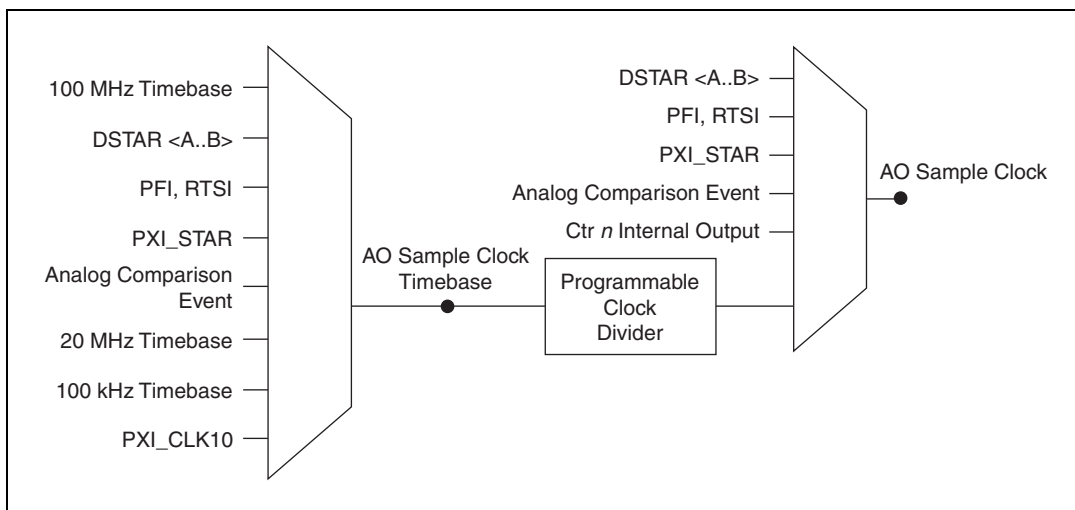 100 MHz Timebase
DSTAR <A..B>
PFI, RTSI
PXI_STAR
Analog Comparison
Event
20 MHz Timebase
100 kHz Timebase
PXI_CLK10
AO Sample Clock
Timebase
Programmable
Clock
Divider
DSTAR <A..B>
PFI, RTSI
PXI_STAR
Analog Comparison Event
Ctr n Internal Output
AO Sample Clock